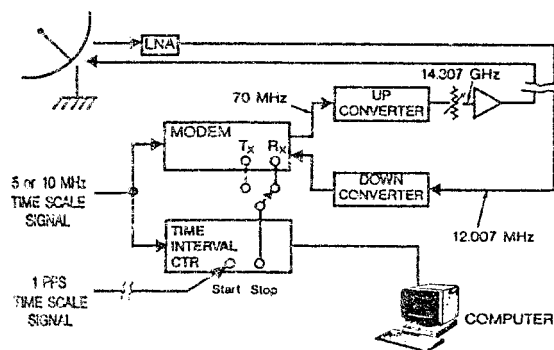 LNA
14.307 GHz
70 MHz
UP
CONVERTER
MODEM
Tx Rx
DOWN
CONVERTER
5 or 10 MHz
TIME SCALE
SIGNAL
12.007 MHz
TIME
INTERVAL
CTR
Start Stop
1 PPS
TIME SCALE
SIGNAL
COMPUTER